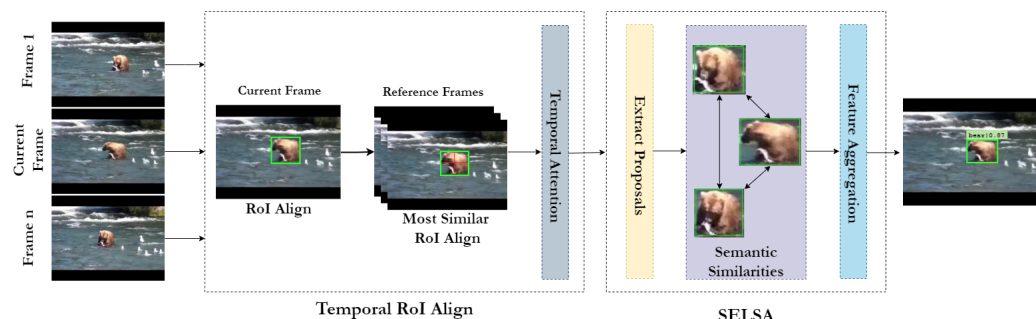 Frame 1
Current
Frame
Frame n
Current Frame
RoI Align
Reference Frames
Most Similar
RoI Align
Temporal Attention
Temporal RoI Align
Extract Proposals
Semantic
Similarities
Feature Aggregation
SELSA
bear|0.87